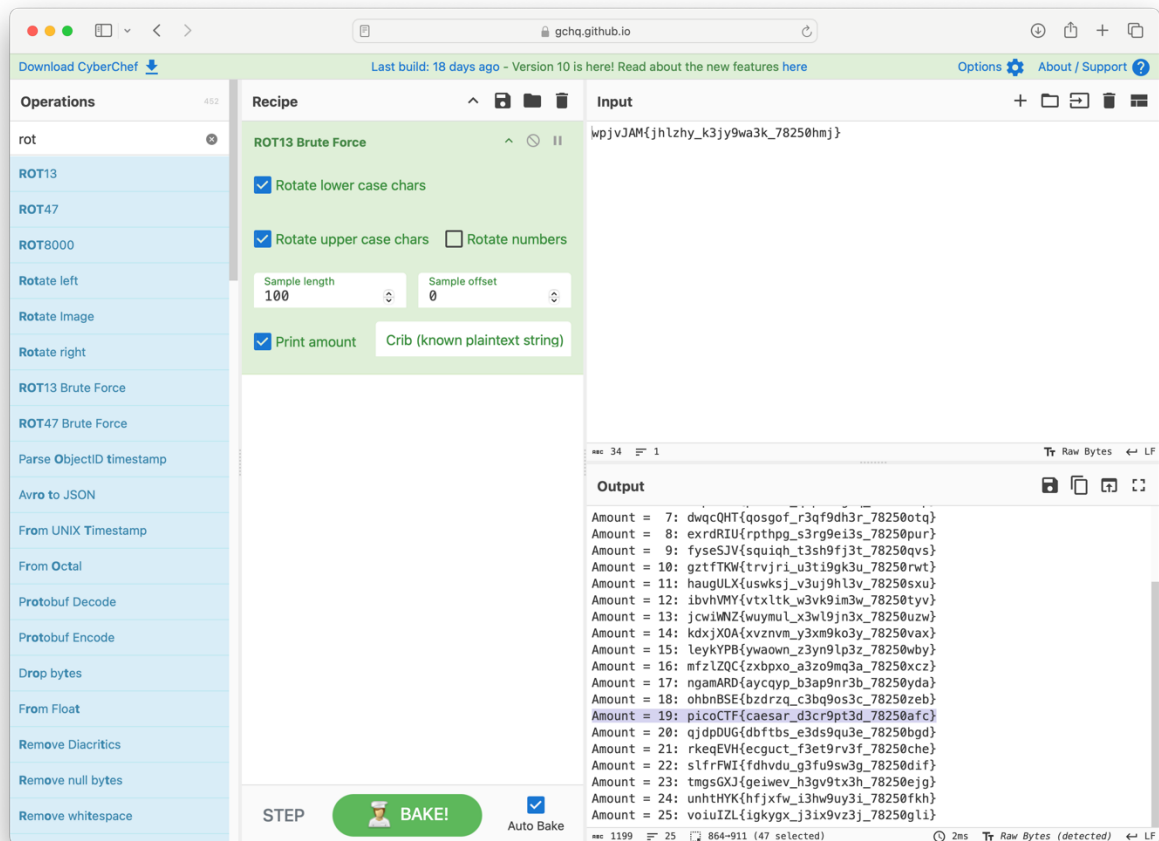 gchq.github.io
Download CyberChef
Last build: 18 days ago - Version 10 is here! Read about the new features here
Options
About / Support
Operations
452
rot
ROT13
ROT47
ROT8000
Rotate left
Rotate Image
Rotate right
ROT13 Brute Force
ROT47 Brute Force
Parse ObjectID timestamp
Avro to JSON
From UNIX Timestamp
From Octal
Protobuf Decode
Protobuf Encode
Drop bytes
From Float
Remove Diacritics
Remove null bytes
Remove whitespace
Recipe
ROT13 Brute Force
Rotate lower case chars
Rotate upper case chars
Rotate numbers
Sample length
100
Sample offset
0
Print amount
Crib (known plaintext string)
STEP
BAKE!
Auto Bake
Input
wpjvJAM{jhlzhy_k3jy9wa3k_78250hmj}
ABC 34 1
Tr Raw Bytes LF
Output
Amount = 7: dwqcQHT{qosgof_r3qf9dh3r_78250otq}
Amount = 8: exrdRIU{rpthpg_s3rg9ei3s_78250pur}
Amount = 9: fyseSJV{squiqh_t3sh9fj3t_78250qvs}
Amount = 10: gztfTKW{trvjri_u3ti9gk3u_78250rwt}
Amount = 11: haugULX{uswksj_v3uj9hl3v_78250sxu}
Amount = 12: ibvhVMY{vtxltk_w3vk9im3w_78250tyv}
Amount = 13: jcwiWNZ{wuymul_x3wl9jn3x_78250uzw}
Amount = 14: kdxjXOA{xvznvm_y3xm9ko3y_78250vax}
Amount = 15: leykYPB{ywaown_z3yn9lp3z_78250wby}
Amount = 16: mfzlZQC{zxbpxo_a3zo9mq3a_78250xcz}
Amount = 17: ngamARD{aycqyp_b3ap9nr3b_78250yda}
Amount = 18: ohbnBSE{bzdrzq_c3bq9os3c_78250zeb}
Amount = 19: picoCTF{caesar_d3cr9pt3d_78250afc}
Amount = 20: qjdpDUG{dbftbs_e3ds9qu3e_78250bgd}
Amount = 21: rkeqEVH{ecguct_f3et9rv3f_78250che}
Amount = 22: slfrFWI{fdhvdu_g3fu9sw3g_78250dif}
Amount = 23: tmgsGXJ{geiwev_h3gv9tx3h_78250ejg}
Amount = 24: unhtHYK{hfjxfw_i3hw9uy3i_78250fkh}
Amount = 25: voiuIZL{igkygx_j3ix9vz3j_78250gli}
ABC 1199 25 864→911 (47 selected)
2ms Tr Raw Bytes (detected) LF